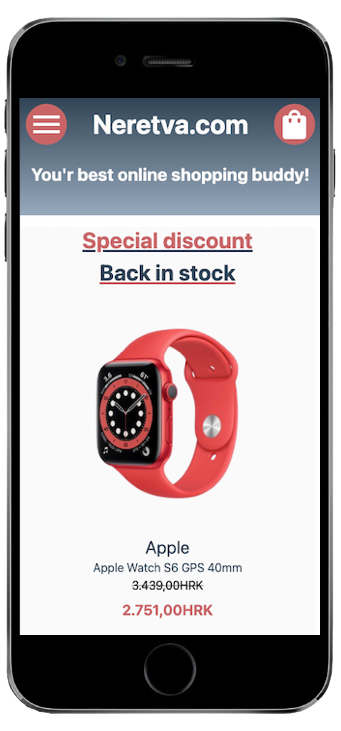 Neretva.com
You'r best online shopping buddy!
Special discount
Back in stock
Apple
Apple Watch S6 GPS 40mm
3.439,00HRK
2.751,00HRK